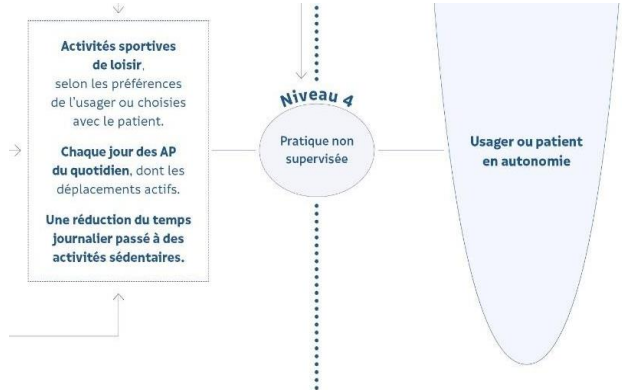 Activités sportives
de loisir,
selon les préférences
de l'usager ou choisies
avec le patient.
Chaque jour des AP
du quotidien, dont les
déplacements actifs.
Une réduction du temps
journalier passé à des
activités sédentaires.
Niveau 4
Pratique non
supervisée
Usager ou patient
en autonomie